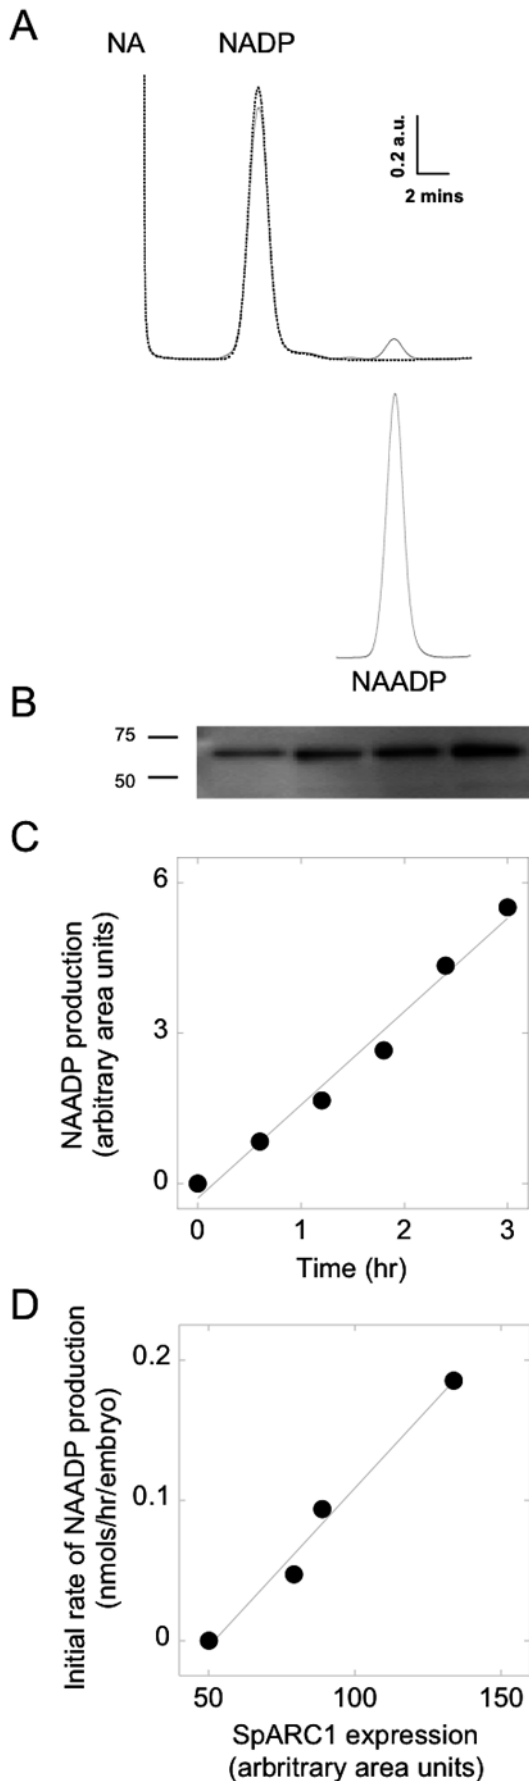 A
NA NADP
0.2 a.u.
2 mins
NAADP
B
75
50
C
NAADP production
(arbitrary area units)
6
3
0
0 1 2 3
Time (hr)
D
Initial rate of NAADP production
(nmols/hr/embryo)
0.2
0.1
0
50 100 150
SpARC1 expression
(arbritrary area units)